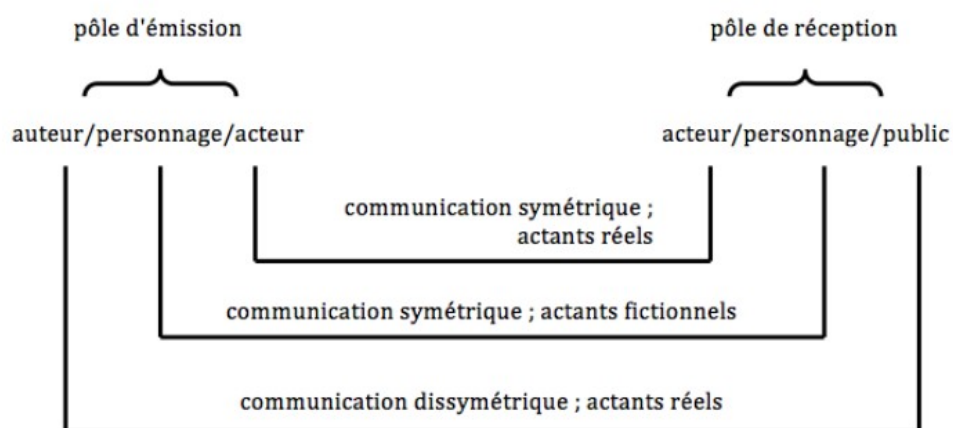 pôle d'émission
pôle de réception
auteur/personnage/acteur
acteur/personnage/public
communication symétrique ;
actants réels
communication symétrique ; actants fictionnels
communication dissymétrique ; actants réels